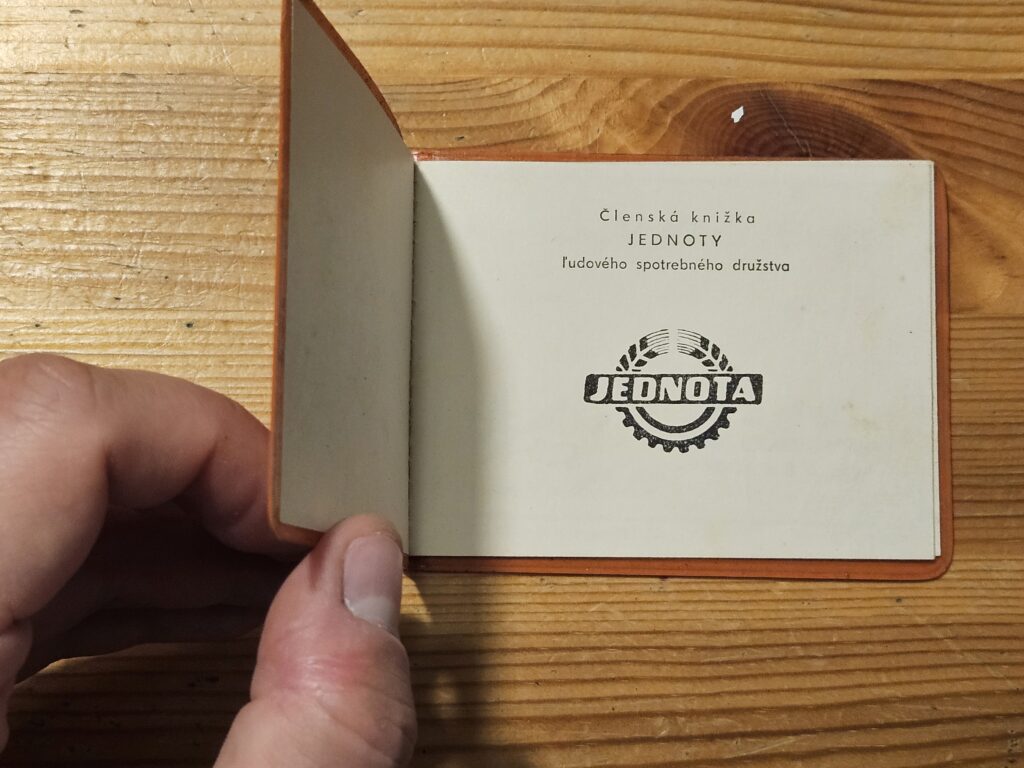 Členská knižka
JEDNOTY
ľudového spotrebného družstva
JEDNOTA